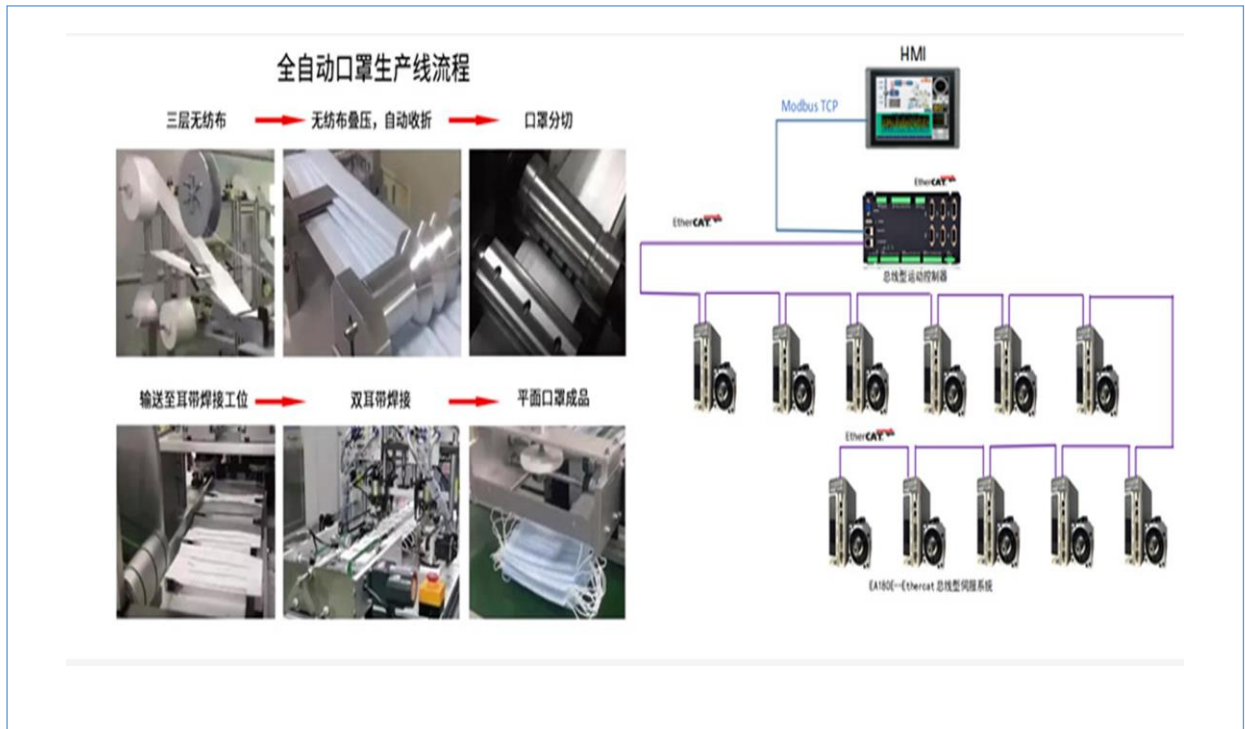 全自动口罩生产线流程
三层无纺布
无纺布叠压，自动收折
口罩分切
输送至耳带焊接工位
双耳带焊接
平面口罩成品
HMI
Modbus TCP
EtherCAT
EtherCAT
总线型运动控制器
EtherCAT
EA180E--Ethercat 总线型伺服系统